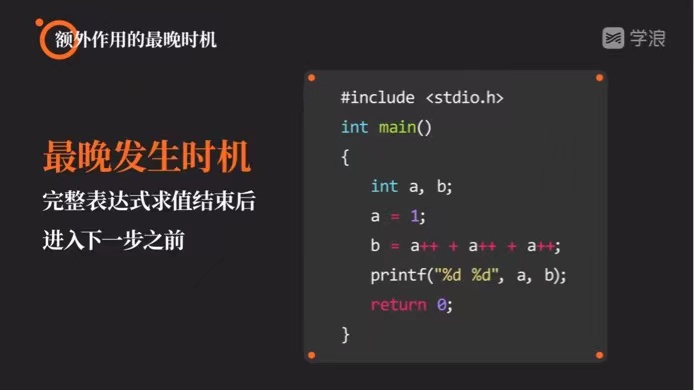 额外作用的最晚时机
学浪
最晚发生时机
完整表达式求值结束后
进入下一步之前
#include <stdio.h>
int main()
{
int a, b;
a = 1;
b = a++ + a++ + a++;
printf("%d %d", a, b);
return 0;
}